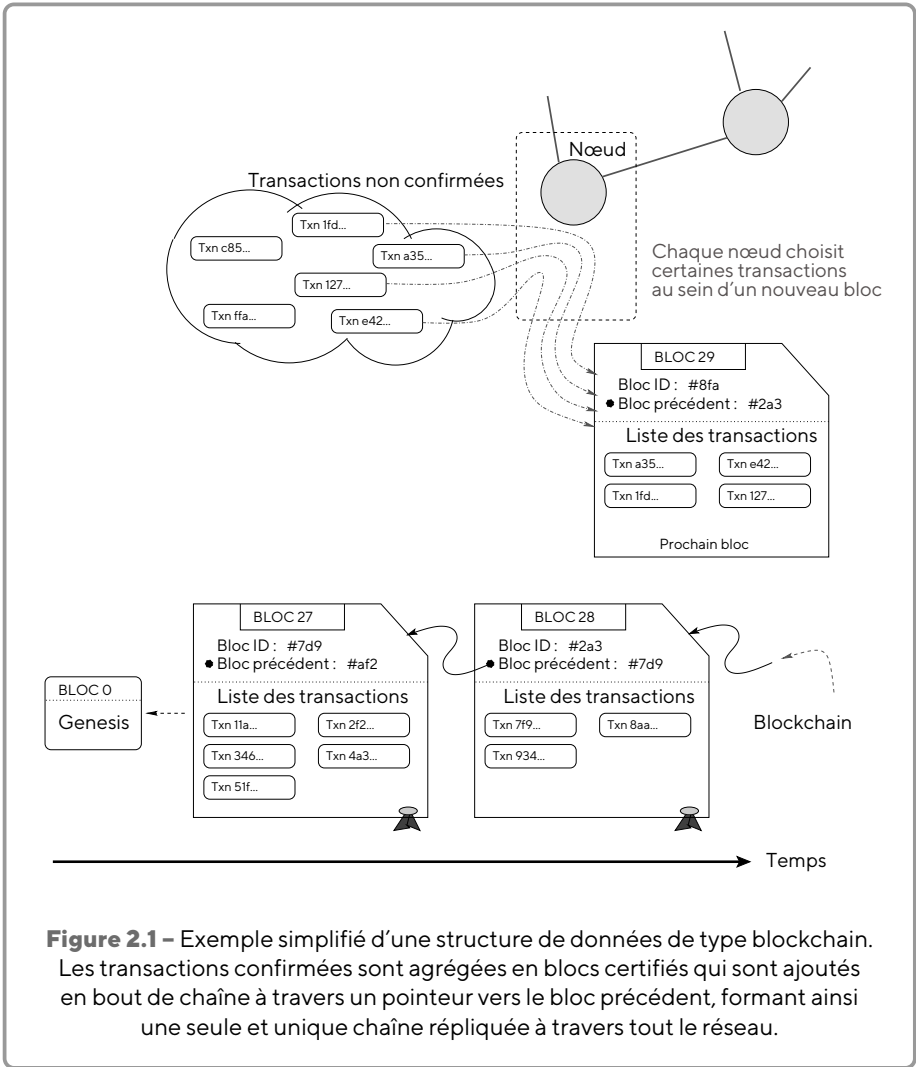 Nœud
Transactions non confirmées
Txn 1fd...
Txn c85...
Txn a35...
Txn 127...
Txn ffa...
Txn e42...
Chaque nœud choisit
certaines transactions
au sein d'un nouveau bloc
BLOC 29
Bloc ID : #8fa
Bloc précédent : #2a3
Liste des transactions
Txn a35... Txn e42...
Txn 1fd... Txn 127...
Prochain bloc
BLOC 0
Genesis
BLOC 27
Bloc ID : #7d9
Bloc précédent : #af2
Liste des transactions
Txn 11a... Txn 2f2...
Txn 346... Txn 4a3...
Txn 51f...
BLOC 28
Bloc ID : #2a3
Bloc précédent : #7d9
Liste des transactions
Txn 7f9... Txn 8aa...
Txn 934...
Blockchain
Temps
Figure 2.1 – Exemple simplifié d'une structure de données de type blockchain.
Les transactions confirmées sont agrégées en blocs certifiés qui sont ajoutés
en bout de chaîne à travers un pointeur vers le bloc précédent, formant ainsi
une seule et unique chaîne répliquée à travers tout le réseau.